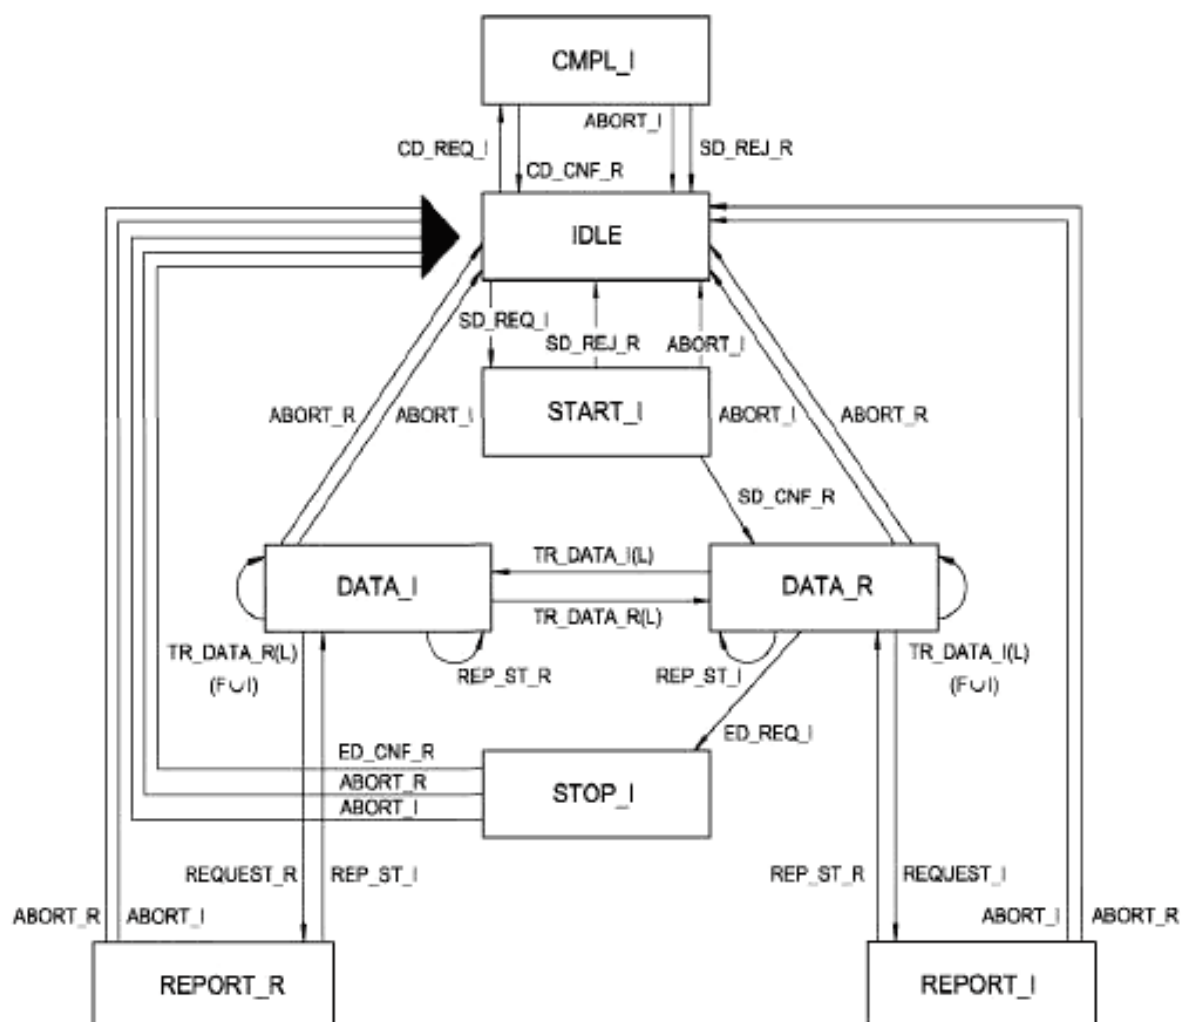 CMPL_I
ABORT_I
CD_REQ_I
SD_REJ_R
CD_CNF_R
IDLE
SD_REQ_I
SD_REJ_R
ABORT_I
ABORT_R
ABORT_I
START_I
ABORT_I
ABORT_R
SD_CNF_R
TR_DATA_I(L)
DATA_I
DATA_R
TR_DATA_R(L)
TR_DATA_R(L)
(F∪I)
REP_ST_R
REP_ST_I
TR_DATA_I(L)
(F∪I)
ED_REQ_I
ED_CNF_R
ABORT_R
ABORT_I
STOP_I
REQUEST_R
REP_ST_I
REP_ST_R
REQUEST_I
ABORT_R
ABORT_I
ABORT_I
ABORT_R
REPORT_R
REPORT_I